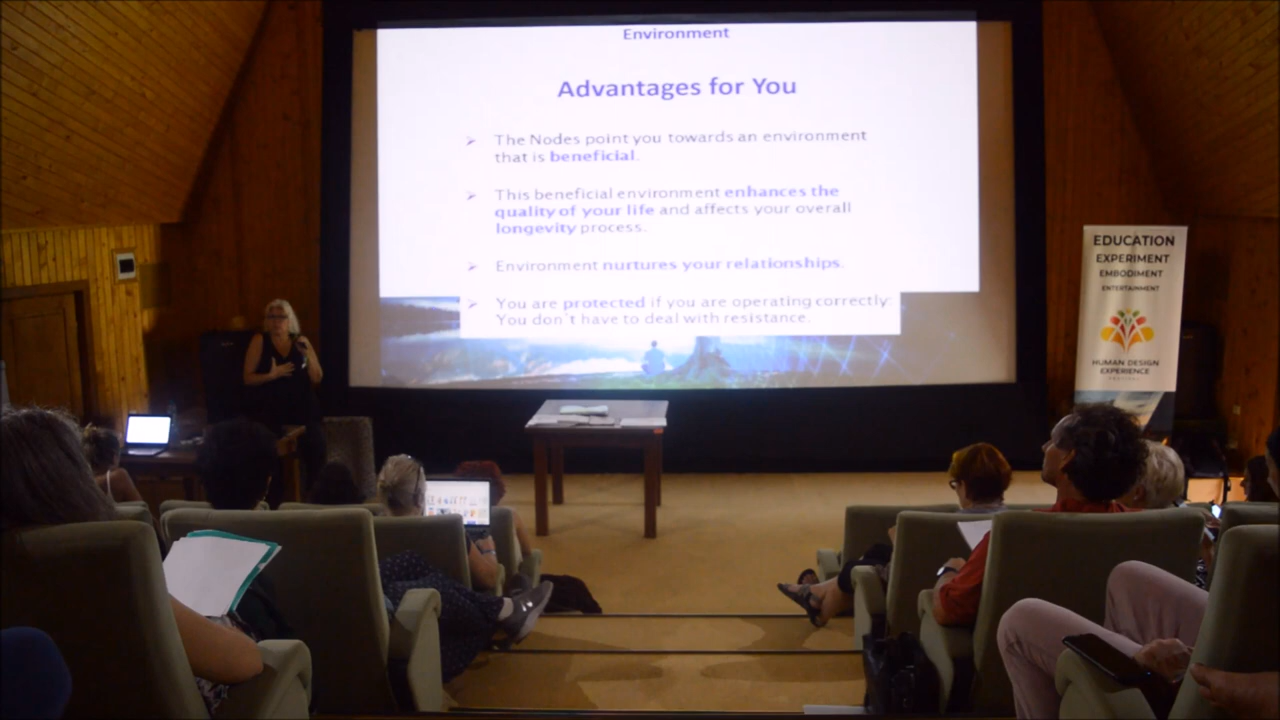 Environment
Advantages for You
➢ The Nodes point you towards an environment
that is beneficial.
➢ This beneficial environment enhances the
quality of your life and affects your overall
longevity process.
➢ Environment nurtures your relationships.
➢ You are protected if you are operating correctly:
You don´t have to deal with resistance.
EDUCATION
EXPERIMENT
EMBODIMENT
ENTERTAINMENT
HUMAN DESIGN
EXPERIENCE